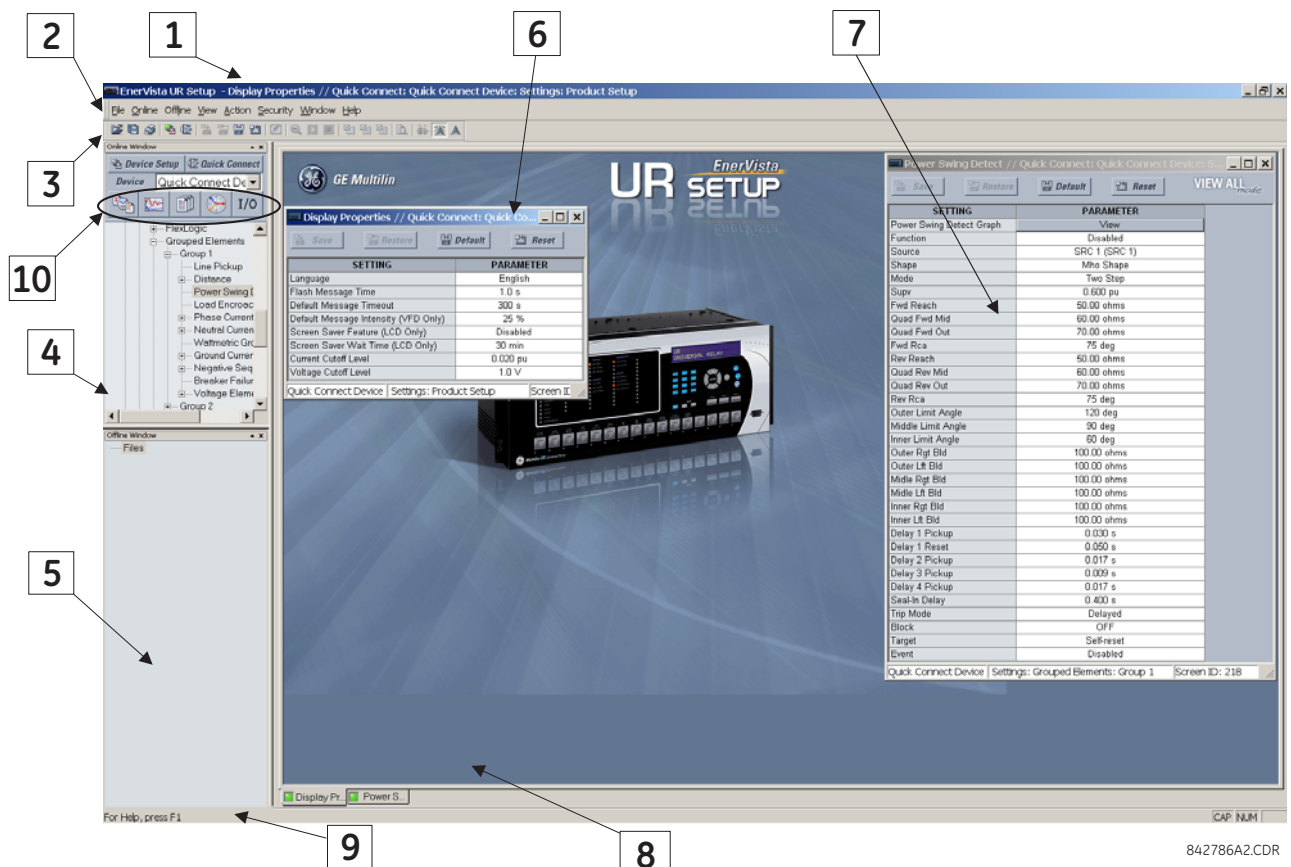 2
1
6
7
EnerVista UR Setup - Display Properties // Quick Connect: Quick Connect Device: Settings: Product Setup
File Online Offline View Action Security Window Help
3
Online Window
Device Setup Quick Connect
Device Quick Connect De
I/O
10
FlexLogic
Grouped Elements
Group 1
Line Pickup
Distance
Power Swing D
Load Encroac
Phase Current
Neutral Curren
Wattmetric Gro
Ground Currer
Negative Seq
Breaker Failur
Voltage Eleme
Group 2
4
Offline Window
Files
5
GE Multilin
EnerVista
UR SETUP
Display Properties // Quick Connect: Quick Co...
Save Restore Default Reset
SETTING PARAMETER
Language English
Flash Message Time 1.0 s
Default Message Timeout 300 s
Default Message Intensity (VFD Only) 25 %
Screen Saver Feature (LCD Only) Disabled
Screen Saver Wait Time (LCD Only) 30 min
Current Cutoff Level 0.020 pu
Voltage Cutoff Level 1.0 V
Quick Connect Device Settings: Product Setup Screen ID
UR
UNIVERSAL RELAY
Power Swing Detect // Quick Connect: Quick Connect Device: S...
Save Restore Default Reset VIEW ALL mode
SETTING PARAMETER
Power Swing Detect Graph View
Function Disabled
Source SRC 1 (SRC 1)
Shape Mho Shape
Mode Two Step
Supv 0.600 pu
Fwd Reach 50.00 ohms
Quad Fwd Mid 60.00 ohms
Quad Fwd Out 70.00 ohms
Fwd Rca 75 deg
Rev Reach 50.00 ohms
Quad Rev Mid 60.00 ohms
Quad Rev Out 70.00 ohms
Rev Rca 75 deg
Outer Limit Angle 120 deg
Middle Limit Angle 90 deg
Inner Limit Angle 60 deg
Outer Rgt Bld 100.00 ohms
Outer Lft Bld 100.00 ohms
Midle Rgt Bld 100.00 ohms
Midle Lft Bld 100.00 ohms
Inner Rgt Bld 100.00 ohms
Inner Lft Bld 100.00 ohms
Delay 1 Pickup 0.030 s
Delay 1 Reset 0.050 s
Delay 2 Pickup 0.017 s
Delay 3 Pickup 0.009 s
Delay 4 Pickup 0.017 s
Seal-In Delay 0.400 s
Trip Mode Delayed
Block OFF
Target Self-reset
Event Disabled
Quick Connect Device Settings: Grouped Elements: Group 1 Screen ID: 218
Display Pr... Power S...
For Help, press F1
CAP NUM
9
8
842786A2.CDR